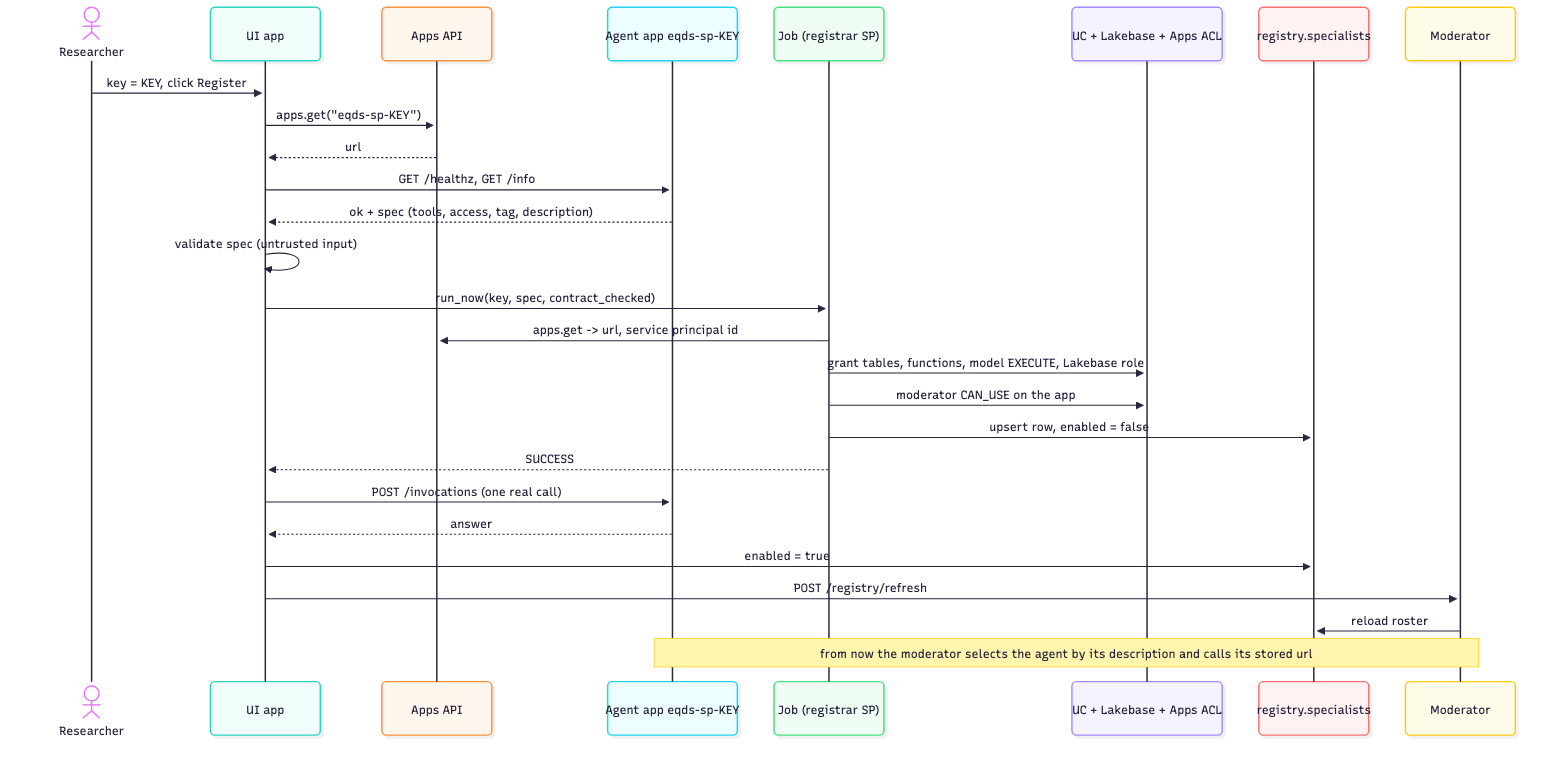 Researcher
UI app
Apps API
Agent app eqds-sp-KEY
Job (registrar SP)
UC + Lakebase + Apps ACL
registry.specialists
Moderator
key = KEY, click Register
apps.get("eqds-sp-KEY")
url
GET /healthz, GET /info
ok + spec (tools, access, tag, description)
validate spec (untrusted input)
run_now(key, spec, contract_checked)
apps.get -> url, service principal id
grant tables, functions, model EXECUTE, Lakebase role
moderator CAN_USE on the app
upsert row, enabled = false
SUCCESS
POST /invocations (one real call)
answer
enabled = true
POST /registry/refresh
reload roster
from now the moderator selects the agent by its description and calls its stored url
Researcher
UI app
Apps API
Agent app eqds-sp-KEY
Job (registrar SP)
UC + Lakebase + Apps ACL
registry.specialists
Moderator